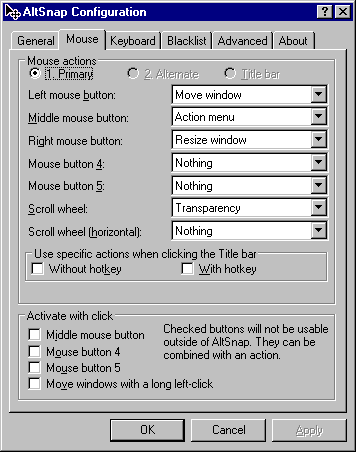 AltSnap Configuration
General Mouse Keyboard Blacklist Advanced About
Mouse actions
1. Primary 2. Alternate Title bar
Left mouse button: Move window
Middle mouse button: Action menu
Right mouse button: Resize window
Mouse button 4: Nothing
Mouse button 5: Nothing
Scroll wheel: Transparency
Scroll wheel (horizontal): Nothing
Use specific actions when clicking the Title bar
Without hotkey With hotkey
Activate with click
Middle mouse button
Mouse button 4
Mouse button 5
Move windows with a long left-click
Checked buttons will not be usable
outside of AltSnap. They can be
combined with an action.
OK Cancel Apply